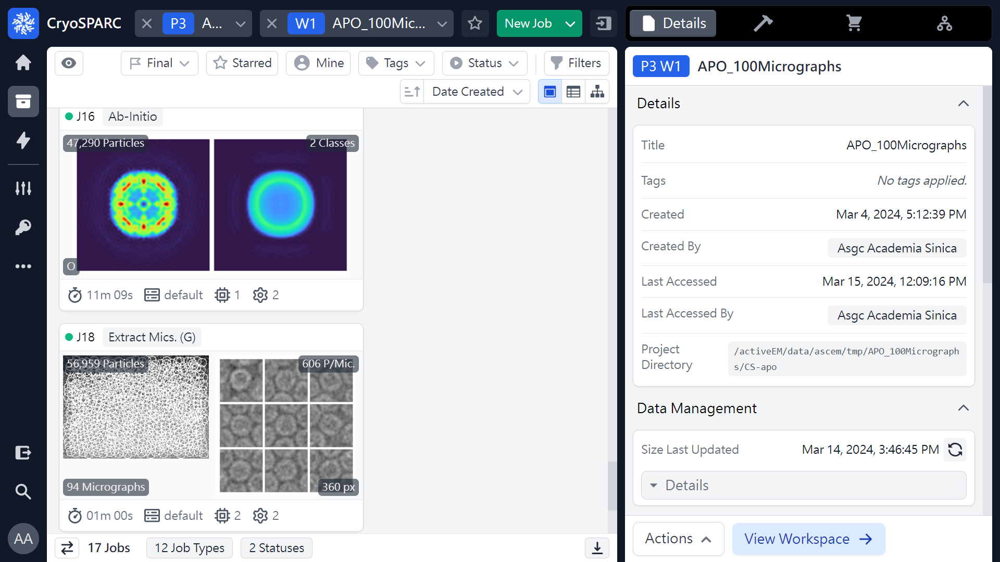 CryoSPARC
P3 A...
W1 APO_100Mic...
New Job
Details
Final
Starred
Mine
Tags
Status
Filters
Date Created
P3 W1 APO_100Micrographs
J16 Ab-Initio
47,290 Particles
2 Classes
O
11m 09s default 1 2
J18 Extract Mics. (G)
56,959 Particles
606 P/Mic.
94 Micrographs
360 px
01m 00s default 2 2
17 Jobs
12 Job Types
2 Statuses
AA
Details
Title APO_100Micrographs
Tags No tags applied.
Created Mar 4, 2024, 5:12:39 PM
Created By Asgc Academia Sinica
Last Accessed Mar 15, 2024, 12:09:16 PM
Last Accessed By Asgc Academia Sinica
Project
Directory
/activeEM/data/ascem/tmp/APO_100Micrograph
s/CS-apo
Data Management
Size Last Updated Mar 14, 2024, 3:46:45 PM
Details
Actions
View Workspace